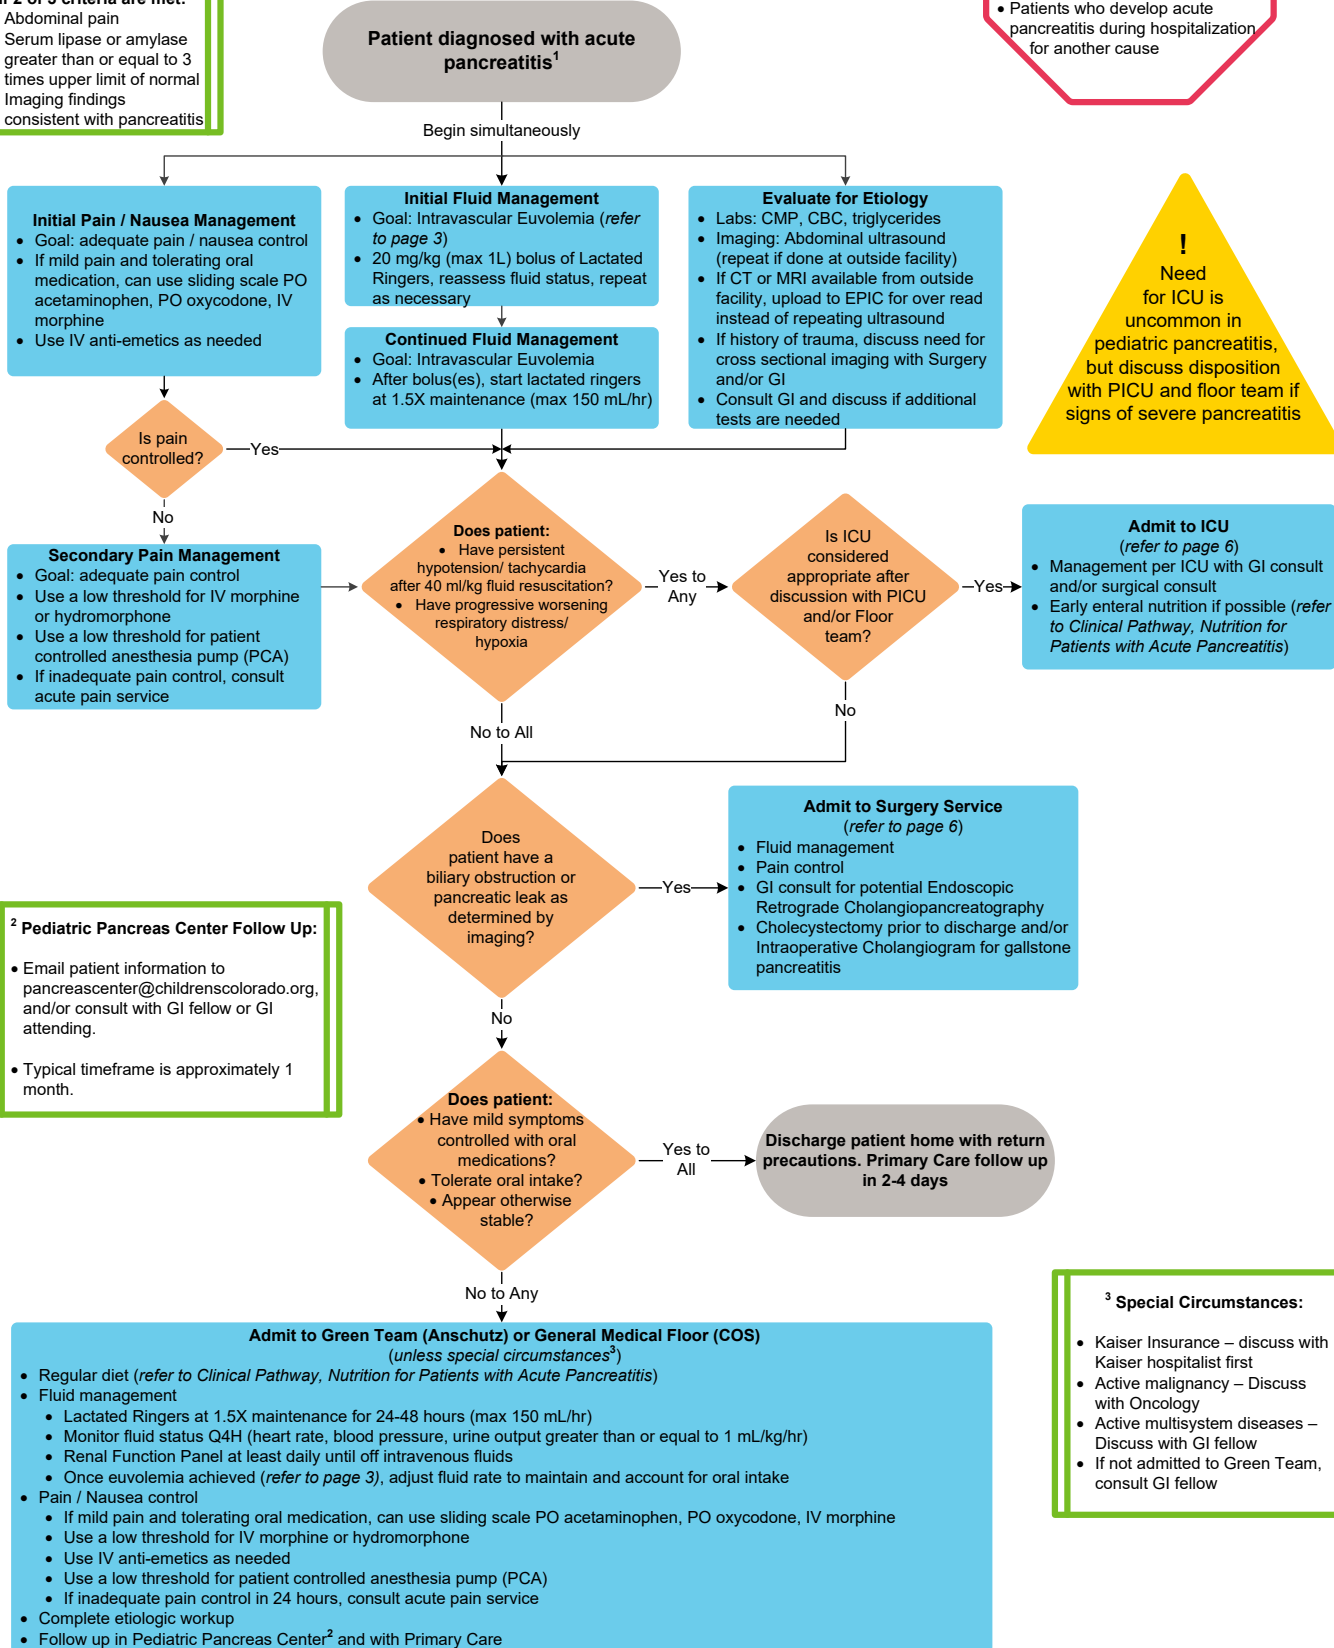 2 of 3 criteria are met:
Abdominal pain
Serum lipase or amylase
greater than or equal to 3
times upper limit of normal
Imaging findings
consistent with pancreatitis
Patient diagnosed with acute
pancreatitis1
• Patients who develop acute
pancreatitis during hospitalization
for another cause
Begin simultaneously
Initial Pain / Nausea Management
• Goal: adequate pain / nausea control
• If mild pain and tolerating oral
medication, can use sliding scale PO
acetaminophen, PO oxycodone, IV
morphine
• Use IV anti-emetics as needed
Initial Fluid Management
• Goal: Intravascular Euvolemia (refer
to page 3)
• 20 mg/kg (max 1L) bolus of Lactated
Ringers, reassess fluid status, repeat
as necessary
Continued Fluid Management
• Goal: Intravascular Euvolemia
• After bolus(es), start lactated ringers
at 1.5X maintenance (max 150 mL/hr)
Evaluate for Etiology
• Labs: CMP, CBC, triglycerides
• Imaging: Abdominal ultrasound
(repeat if done at outside facility)
• If CT or MRI available from outside
facility, upload to EPIC for over read
instead of repeating ultrasound
• If history of trauma, discuss need for
cross sectional imaging with Surgery
and/or GI
• Consult GI and discuss if additional
tests are needed
!
Need
for ICU is
uncommon in
pediatric pancreatitis,
but discuss disposition
with PICU and floor team if
signs of severe pancreatitis
Is pain
controlled?
Yes
No
Secondary Pain Management
• Goal: adequate pain control
• Use a low threshold for IV morphine
or hydromorphone
• Use a low threshold for patient
controlled anesthesia pump (PCA)
• If inadequate pain control, consult
acute pain service
Does patient:
• Have persistent
hypotension/ tachycardia
after 40 ml/kg fluid resuscitation?
• Have progressive worsening
respiratory distress/
hypoxia
Yes to
Any
Is ICU
considered
appropriate after
discussion with PICU
and/or Floor
team?
Yes
Admit to ICU
(refer to page 6)
• Management per ICU with GI consult
and/or surgical consult
• Early enteral nutrition if possible (refer
to Clinical Pathway, Nutrition for
Patients with Acute Pancreatitis)
No
No to All
Does
patient have a
biliary obstruction or
pancreatic leak as
determined by
imaging?
Yes
Admit to Surgery Service
(refer to page 6)
• Fluid management
• Pain control
• GI consult for potential Endoscopic
Retrograde Cholangiopancreatography
• Cholecystectomy prior to discharge and/or
Intraoperative Cholangiogram for gallstone
pancreatitis
2 Pediatric Pancreas Center Follow Up:
• Email patient information to
pancreascenter@childrenscolorado.org,
and/or consult with GI fellow or GI
attending.
• Typical timeframe is approximately 1
month.
No
Does patient:
• Have mild symptoms
controlled with oral
medications?
• Tolerate oral intake?
• Appear otherwise
stable?
Yes to
All
Discharge patient home with return
precautions. Primary Care follow up
in 2-4 days
No to Any
Admit to Green Team (Anschutz) or General Medical Floor (COS)
(unless special circumstances3)
• Regular diet (refer to Clinical Pathway, Nutrition for Patients with Acute Pancreatitis)
• Fluid management
• Lactated Ringers at 1.5X maintenance for 24-48 hours (max 150 mL/hr)
• Monitor fluid status Q4H (heart rate, blood pressure, urine output greater than or equal to 1 mL/kg/hr)
• Renal Function Panel at least daily until off intravenous fluids
• Once euvolemia achieved (refer to page 3), adjust fluid rate to maintain and account for oral intake
• Pain / Nausea control
• If mild pain and tolerating oral medication, can use sliding scale PO acetaminophen, PO oxycodone, IV morphine
• Use a low threshold for IV morphine or hydromorphone
• Use IV anti-emetics as needed
• Use a low threshold for patient controlled anesthesia pump (PCA)
• If inadequate pain control in 24 hours, consult acute pain service
• Complete etiologic workup
• Follow up in Pediatric Pancreas Center2 and with Primary Care
3 Special Circumstances:
• Kaiser Insurance – discuss with
Kaiser hospitalist first
• Active malignancy – Discuss
with Oncology
• Active multisystem diseases –
Discuss with GI fellow
• If not admitted to Green Team,
consult GI fellow